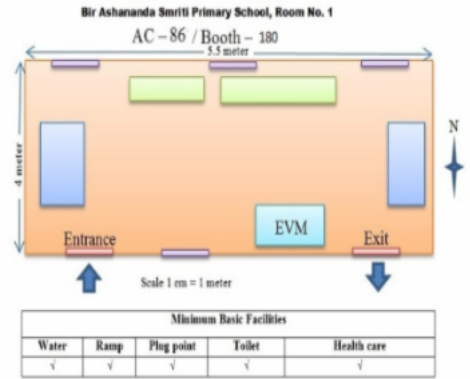 Bir Ashananda Smriti Primary School, Room No. 1
AC – 86 / Booth – 180
5.5 meter
4 meter
N
EVM
Entrance
Exit
Scale 1 cm = 1 meter
Minimum Basic Facilities
Water Ramp Plug point Toilet Health care
√ √ √ √ √